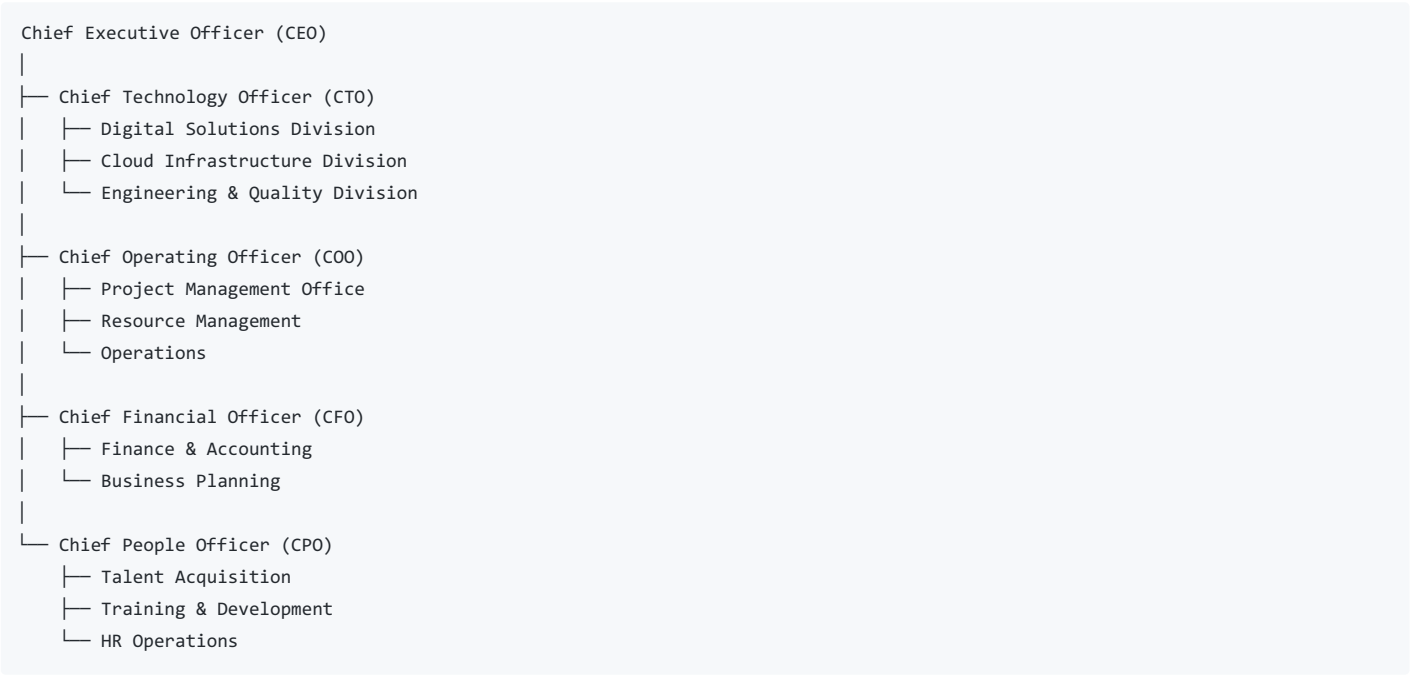 Chief Executive Officer (CEO)
│
├── Chief Technology Officer (CTO)
│   ├── Digital Solutions Division
│   ├── Cloud Infrastructure Division
│   └── Engineering & Quality Division
│
├── Chief Operating Officer (COO)
│   ├── Project Management Office
│   ├── Resource Management
│   └── Operations
│
├── Chief Financial Officer (CFO)
│   ├── Finance & Accounting
│   └── Business Planning
│
└── Chief People Officer (CPO)
    ├── Talent Acquisition
    ├── Training & Development
    └── HR Operations